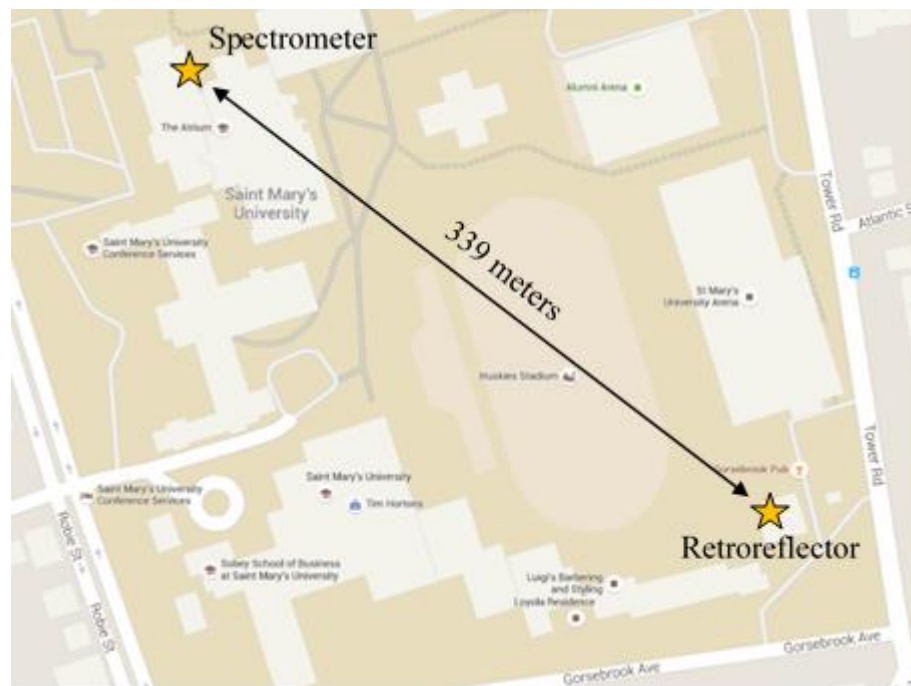 Spectrometer
Alumni Arena
The Atrium
Saint Mary's
University
Tower Rd
Atlantic S
Saint Mary's University
Conference Services
339 meters
St Mary's
University Arena
Huskies Stadium
Tower Rd
Gorsebrook Pub
Saint Mary's University
Saint Mary's University
Conference Services
Tim Hortons
Robie St
Retroreflector
Sobey School of Business
at Saint Mary's University
Luigi's Barbering
and Styling
Loyola Residence
Robie St
Gorsebrook Ave
Gorsebrook Ave